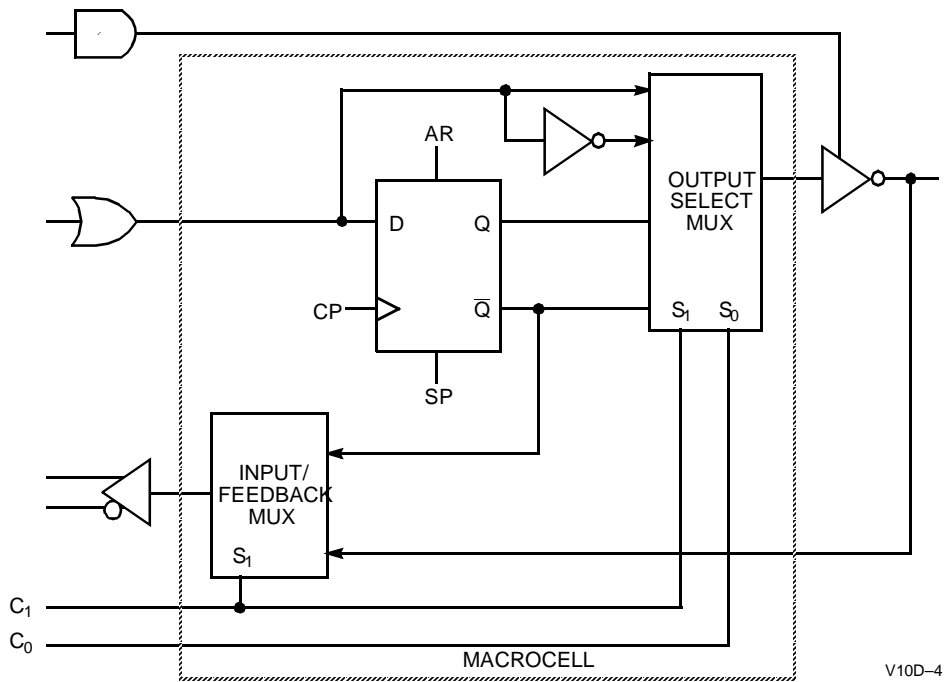 AR
OUTPUT
SELECT
MUX
D Q
CP
Q̅
S₁ S₀
SP
INPUT/
FEEDBACK
MUX
S₁
C₁
C₀
MACROCELL
V10D–4